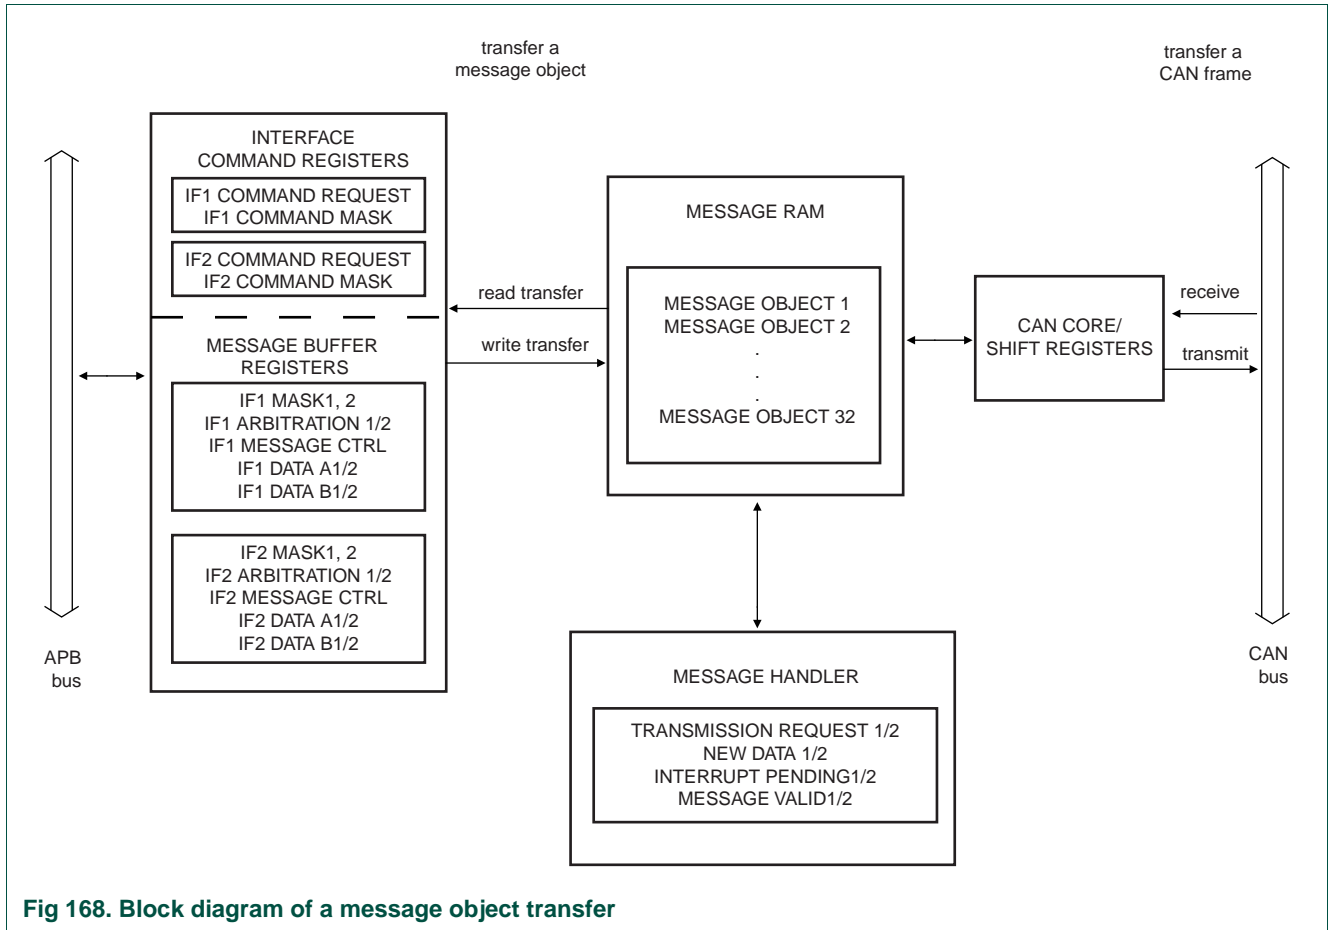 transfer a
message object
transfer a
CAN frame
INTERFACE
COMMAND REGISTERS
IF1 COMMAND REQUEST
IF1 COMMAND MASK
IF2 COMMAND REQUEST
IF2 COMMAND MASK
MESSAGE BUFFER
REGISTERS
IF1 MASK1, 2
IF1 ARBITRATION 1/2
IF1 MESSAGE CTRL
IF1 DATA A1/2
IF1 DATA B1/2
IF2 MASK1, 2
IF2 ARBITRATION 1/2
IF2 MESSAGE CTRL
IF2 DATA A1/2
IF2 DATA B1/2
APB
bus
read transfer
write transfer
MESSAGE RAM
MESSAGE OBJECT 1
MESSAGE OBJECT 2
.
.
.
MESSAGE OBJECT 32
CAN CORE/
SHIFT REGISTERS
receive
transmit
CAN
bus
MESSAGE HANDLER
TRANSMISSION REQUEST 1/2
NEW DATA 1/2
INTERRUPT PENDING1/2
MESSAGE VALID1/2
Fig 168. Block diagram of a message object transfer